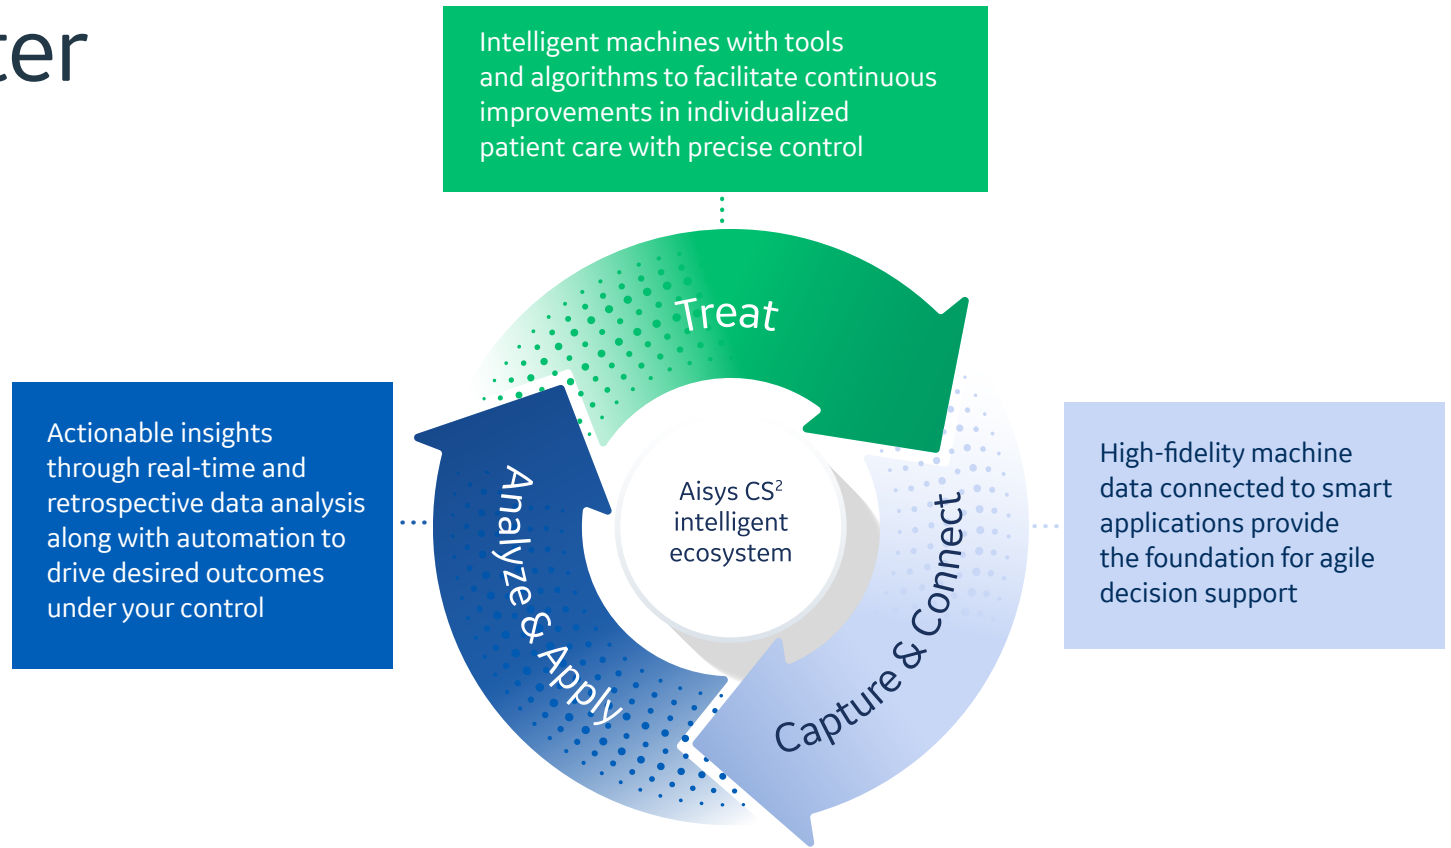 ter
Intelligent machines with tools
and algorithms to facilitate continuous
improvements in individualized
patient care with precise control
Treat
Actionable insights
through real-time and
retrospective data analysis
along with automation to
drive desired outcomes
under your control
Analyze & Apply
Aisys CS²
intelligent
ecosystem
Capture & Connect
High-fidelity machine
data connected to smart
applications provide
the foundation for agile
decision support